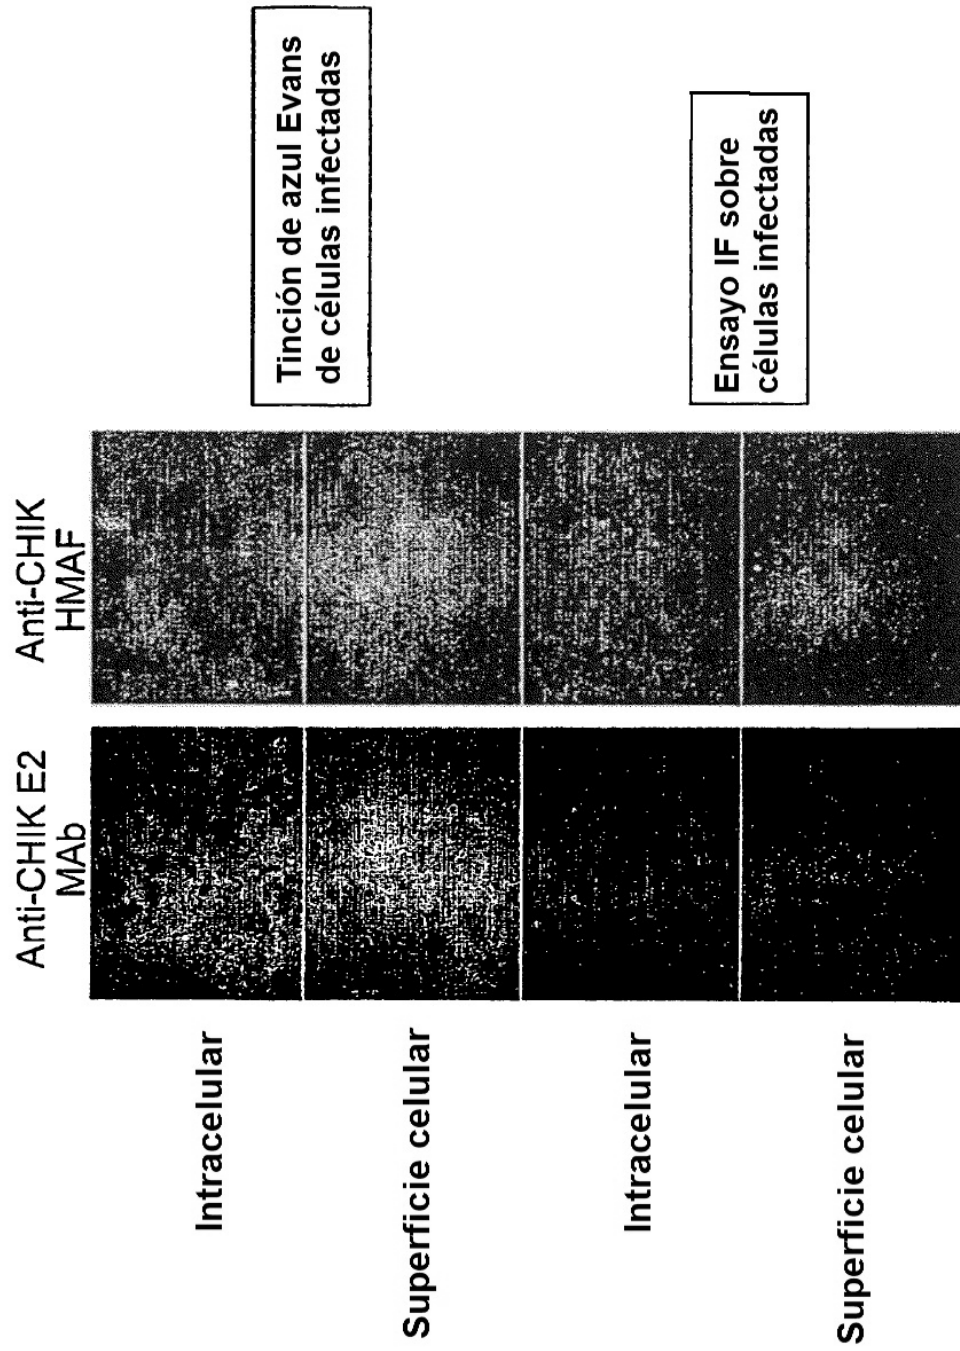 Anti-CHIK E2
MAb
Anti-CHIK
HMAF
Intracelular
Superficie celular
Intracelular
Superficie celular
Tinción de azul Evans
de células infectadas
Ensayo IF sobre
células infectadas